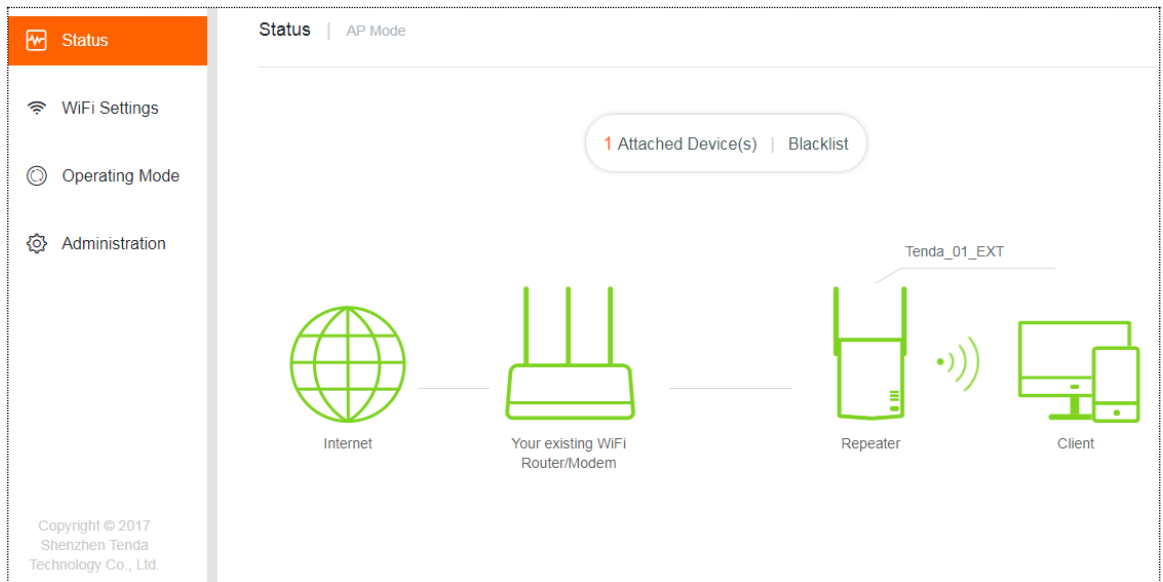 Status
WiFi Settings
Operating Mode
Administration
Copyright © 2017
Shenzhen Tenda
Technology Co., Ltd.
Status | AP Mode
1 Attached Device(s) | Blacklist
Tenda_01_EXT
Internet
Your existing WiFi
Router/Modem
Repeater
Client